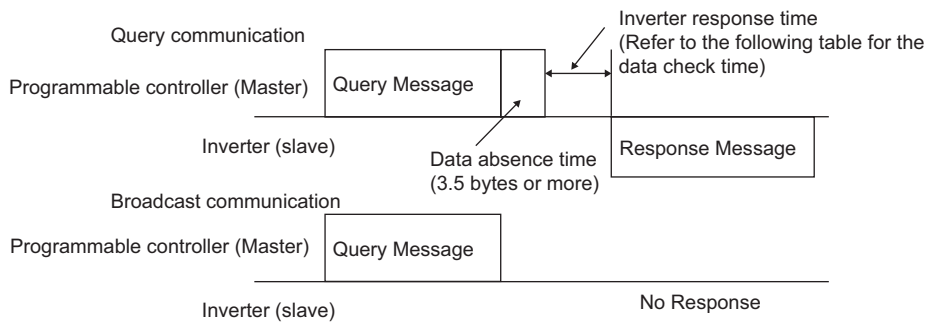 Query communication
Inverter response time
(Refer to the following table for the
data check time)
Programmable controller (Master)
Query Message
Inverter (slave)
Data absence time
(3.5 bytes or more)
Response Message
Broadcast communication
Programmable controller (Master)
Query Message
Inverter (slave)
No Response